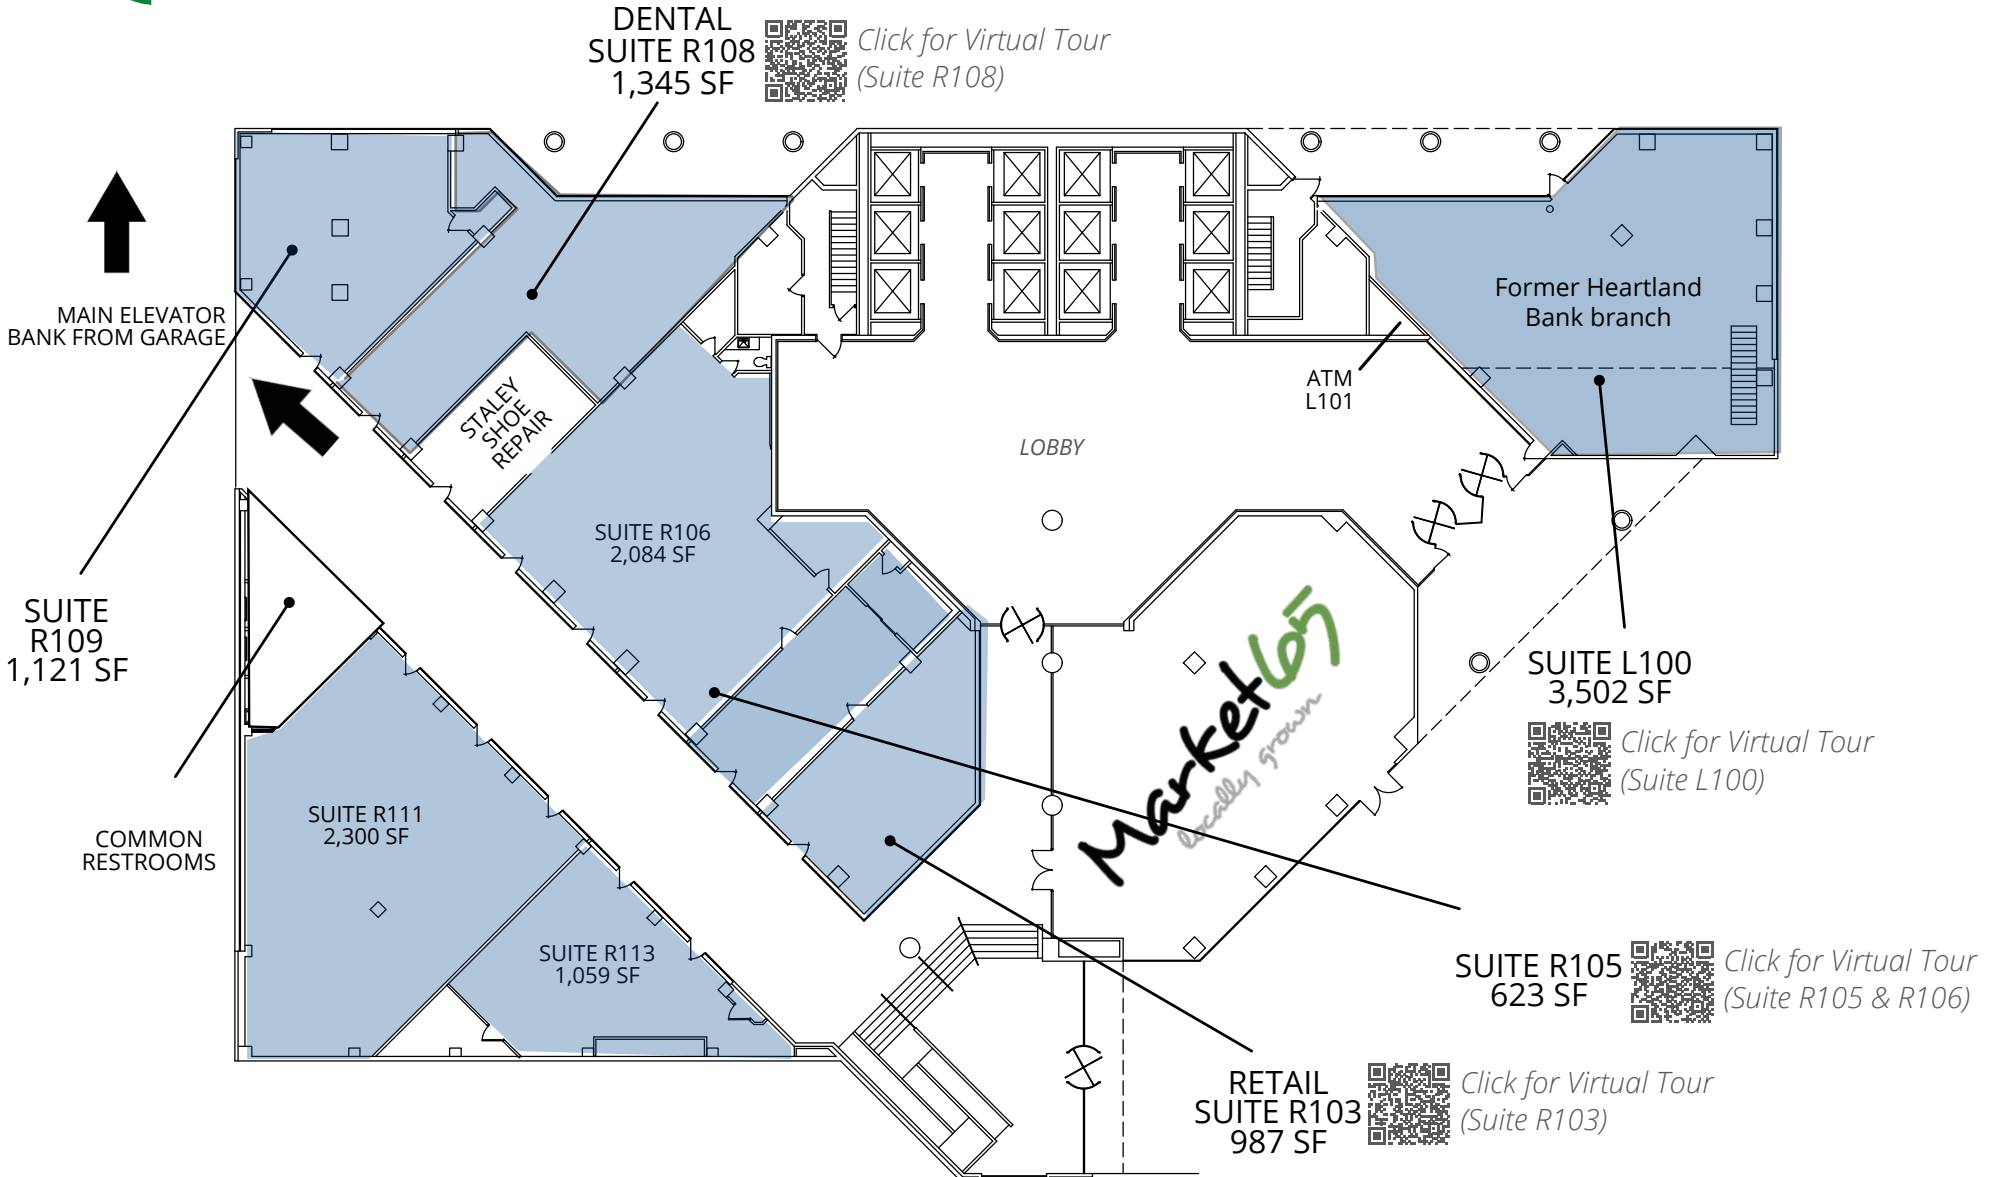 DENTAL
SUITE R108
1,345 SF
Click for Virtual Tour
(Suite R108)
MAIN ELEVATOR
BANK FROM GARAGE
Former Heartland
Bank branch
ATM
L101
STALEY
SHOE
REPAIR
LOBBY
SUITE R106
2,084 SF
SUITE
R109
1,121 SF
Market65
locally grown
SUITE L100
3,502 SF
Click for Virtual Tour
(Suite L100)
SUITE R111
2,300 SF
COMMON
RESTROOMS
SUITE R113
1,059 SF
SUITE R105
623 SF
Click for Virtual Tour
(Suite R105 & R106)
RETAIL
SUITE R103
987 SF
Click for Virtual Tour
(Suite R103)